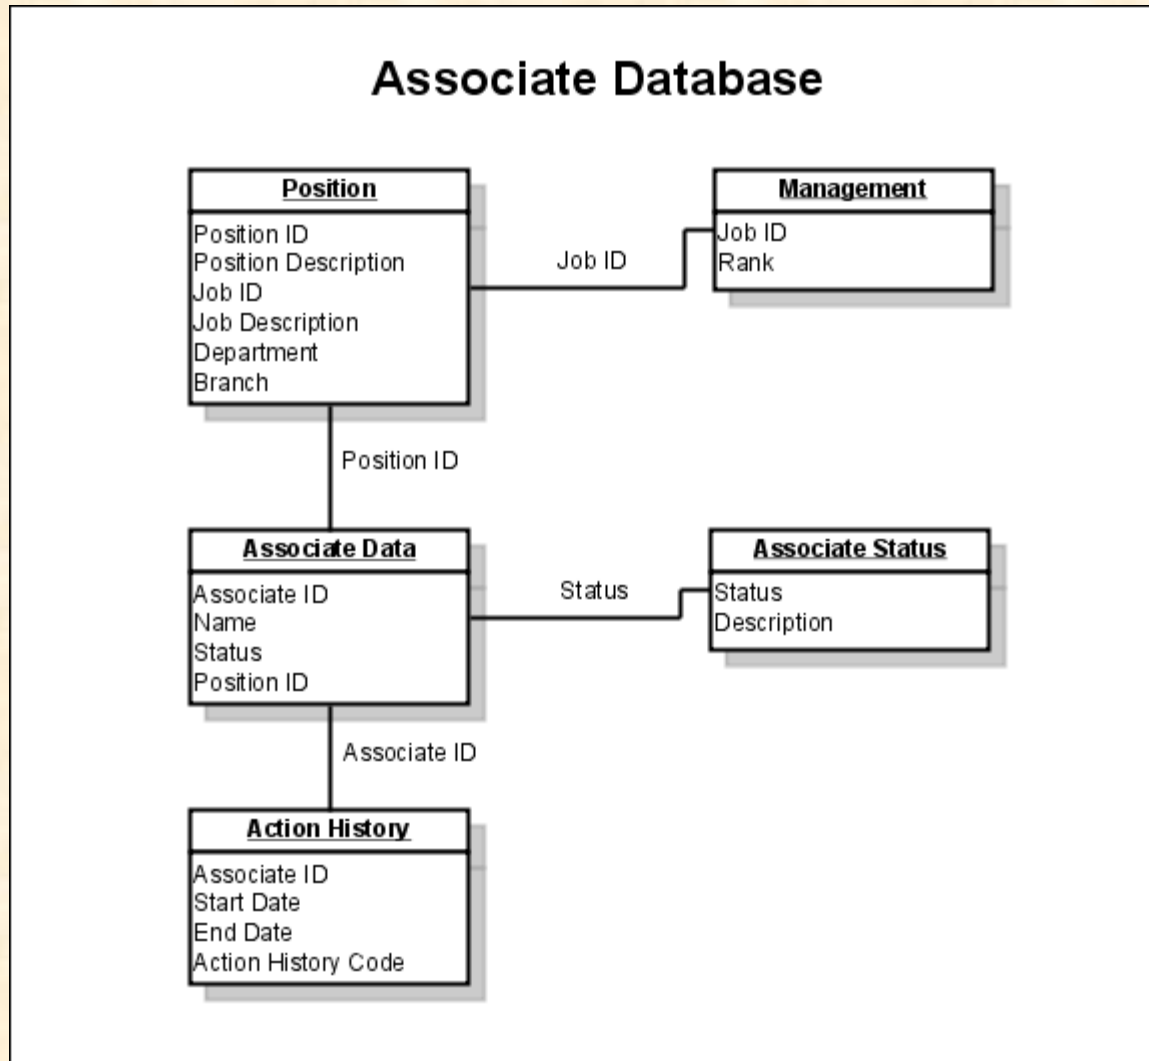 Associate Database
Position
Position ID
Position Description
Job ID
Job Description
Department
Branch
Job ID
Management
Job ID
Rank
Position ID
Associate Data
Associate ID
Name
Status
Position ID
Status
Associate Status
Status
Description
Associate ID
Action History
Associate ID
Start Date
End Date
Action History Code